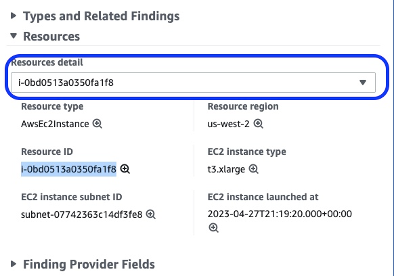 Types and Related Findings
Resources
Resources detail
i-0bd0513a0350fa1f8
Resource type
Resource region
AwsEc2Instance
us-west-2
Resource ID
EC2 instance type
i-0bd0513a0350fa1f8
t3.xlarge
EC2 instance subnet ID
EC2 instance launched at
subnet-07742363c14df3fe8
2023-04-27T21:19:20.000+00:00
Finding Provider Fields